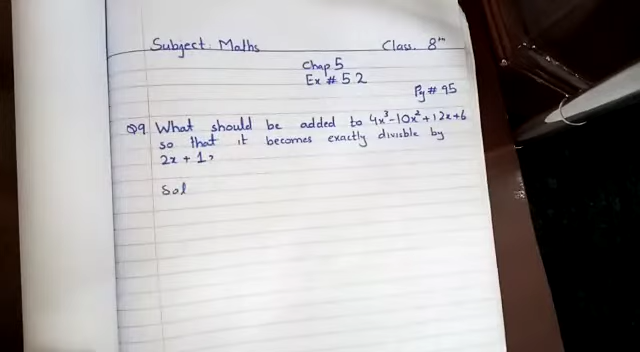 Subject: Maths Class. 8th
Chap 5
Ex # 5.2
Pg # 95
Q9 What should be added to 4x³-10x²+12x+6
so that it becomes exactly divisble by
2x + 1?
Sol